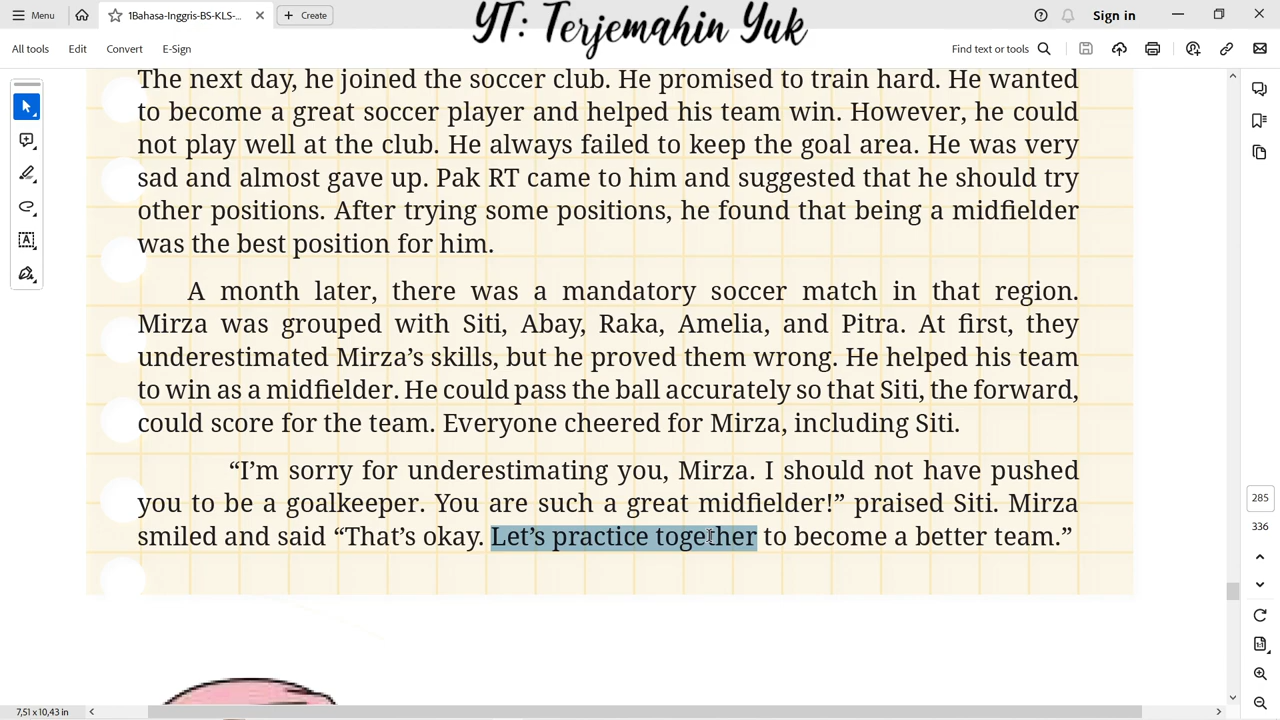 Menu
1Bahasa-Inggris-BS-KLS-...
Create
YT: Terjemahin Yuk
Sign in
All tools
Edit
Convert
E-Sign
Find text or tools
The next day, he joined the soccer club. He promised to train hard. He wanted
to become a great soccer player and helped his team win. However, he could
not play well at the club. He always failed to keep the goal area. He was very
sad and almost gave up. Pak RT came to him and suggested that he should try
other positions. After trying some positions, he found that being a midfielder
was the best position for him.
A month later, there was a mandatory soccer match in that region.
Mirza was grouped with Siti, Abay, Raka, Amelia, and Pitra. At first, they
underestimated Mirza’s skills, but he proved them wrong. He helped his team
to win as a midfielder. He could pass the ball accurately so that Siti, the forward,
could score for the team. Everyone cheered for Mirza, including Siti.
“I’m sorry for underestimating you, Mirza. I should not have pushed
you to be a goalkeeper. You are such a great midfielder!” praised Siti. Mirza
smiled and said “That’s okay. Let’s practice together to become a better team.”
285
336
7,51 x 10,43 in